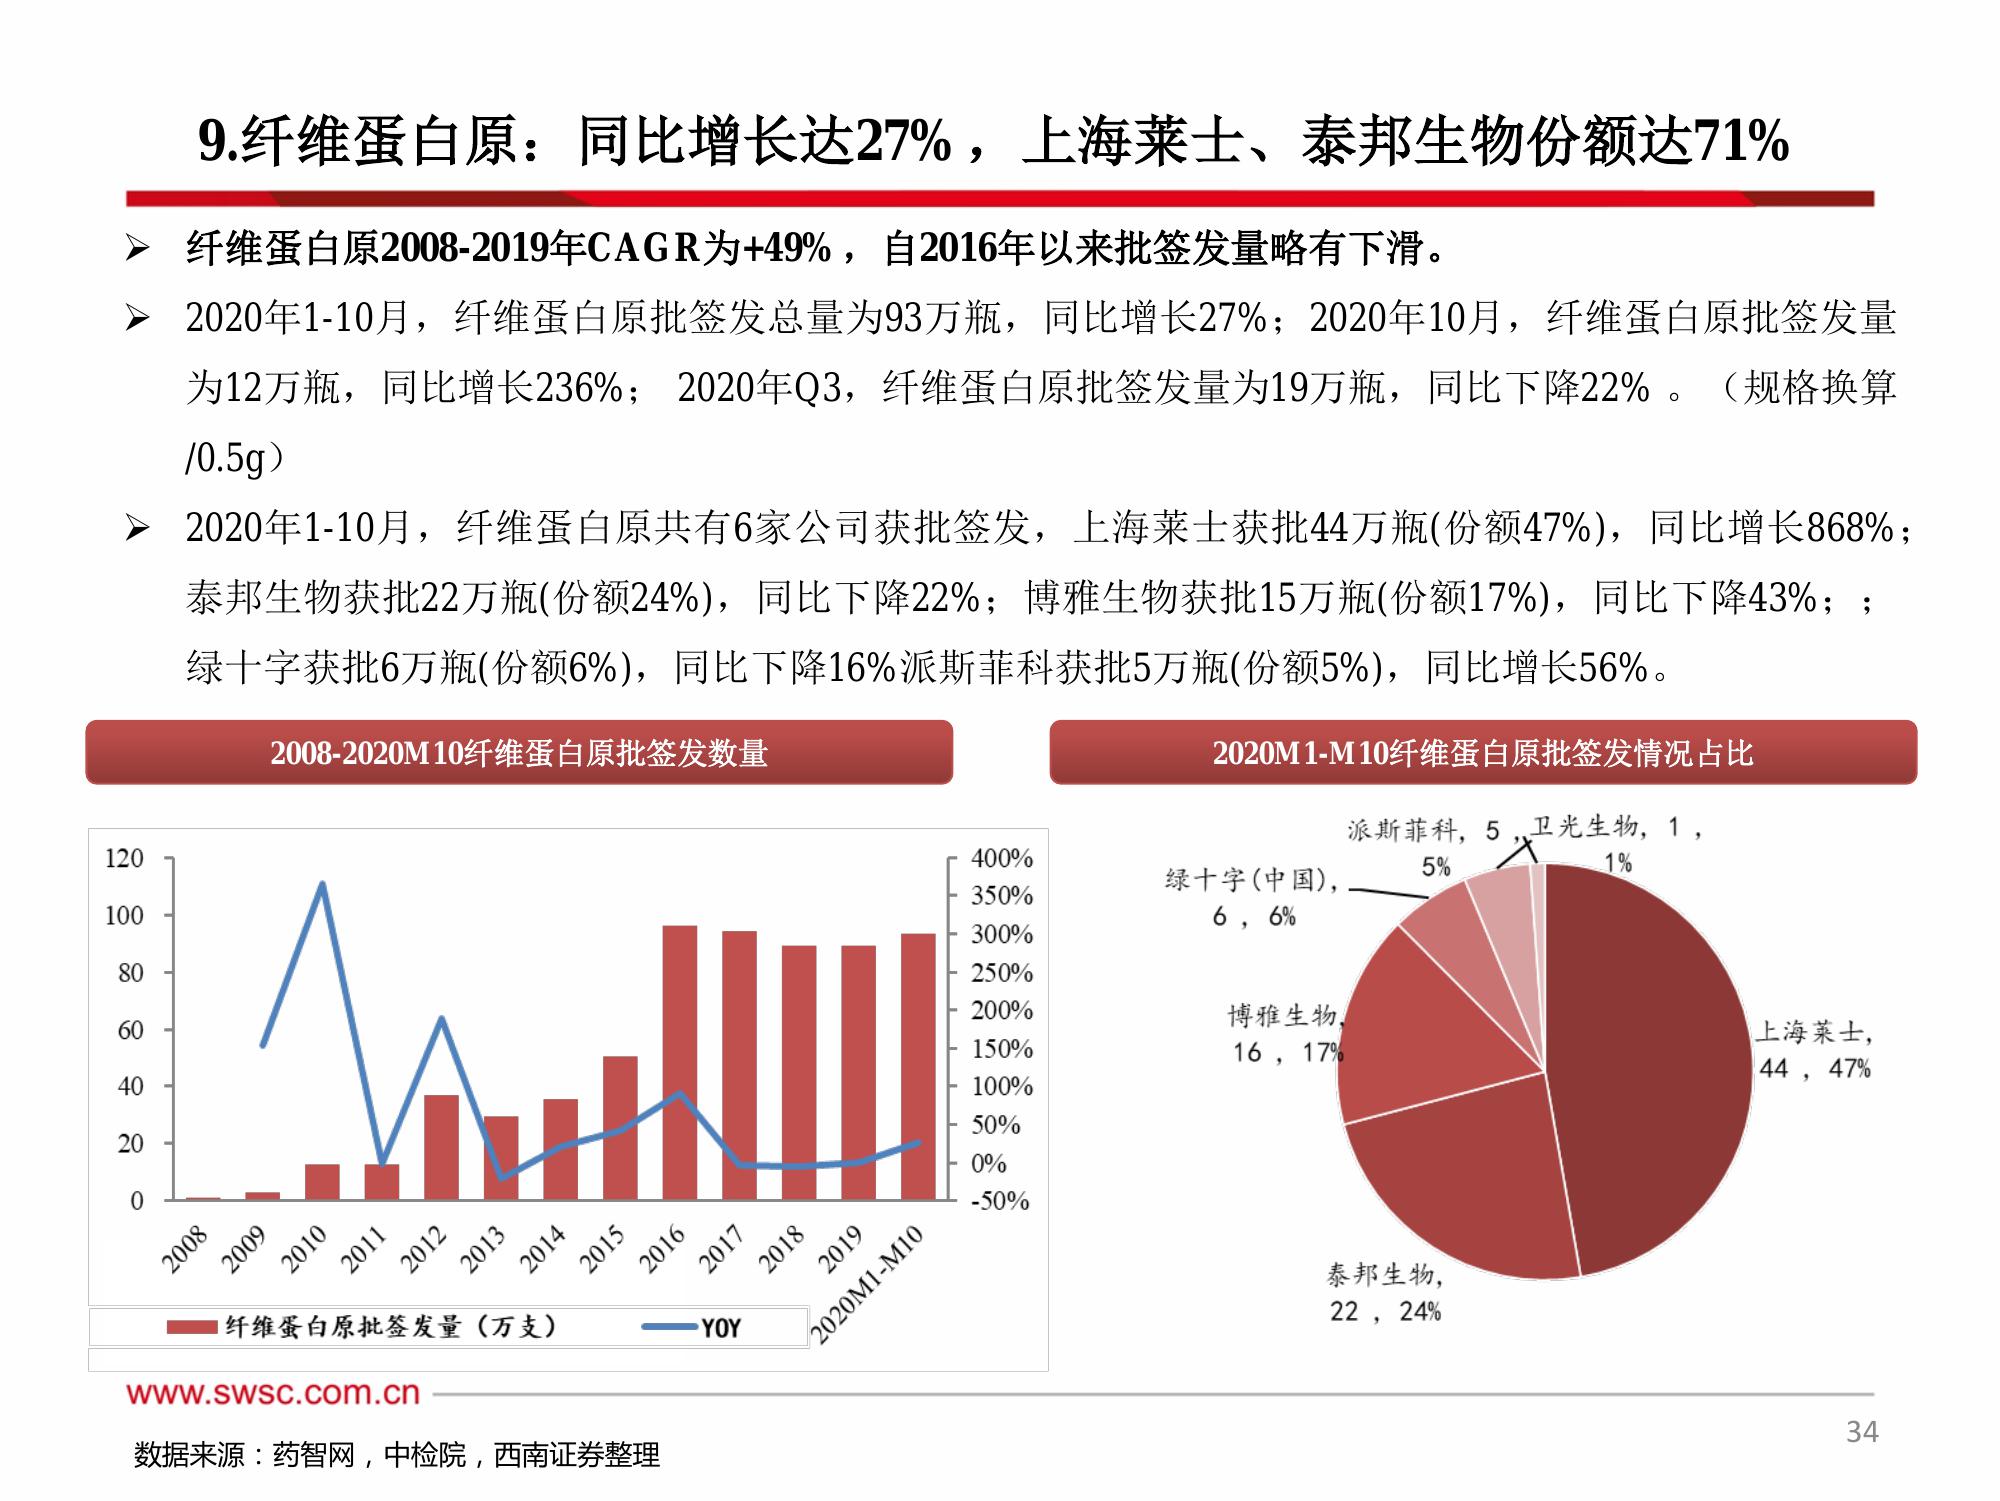 9.纤维蛋白原：同比增长达27%，上海莱士、泰邦生物份额达71%
➢ 纤维蛋白原2008-2019年CAGR为+49%，自2016年以来批签发量略有下滑。
➢ 2020年1-10月，纤维蛋白原批签发总量为93万瓶，同比增长27%；2020年10月，纤维蛋白原批签发量
为12万瓶，同比增长236%； 2020年Q3，纤维蛋白原批签发量为19万瓶，同比下降22% 。（规格换算
/0.5g）
➢ 2020年1-10月，纤维蛋白原共有6家公司获批签发，上海莱士获批44万瓶(份额47%)，同比增长868%；
泰邦生物获批22万瓶(份额24%)，同比下降22%；博雅生物获批15万瓶(份额17%)，同比下降43%；；
绿十字获批6万瓶(份额6%)，同比下降16%派斯菲科获批5万瓶(份额5%)，同比增长56%。
2008-2020M10纤维蛋白原批签发数量
120
100
80
60
40
20
0
400%
350%
300%
250%
200%
150%
100%
50%
0%
-50%
2008
2009
2010
2011
2012
2013
2014
2015
2016
2017
2018
2019
2020M1-M10
纤维蛋白原批签发量（万支）
YOY
2020M1-M10纤维蛋白原批签发情况占比
派斯菲科, 5 ,
5%
卫光生物, 1 ,
1%
绿十字(中国),
6 , 6%
博雅生物,
16 , 17%
上海莱士,
44 , 47%
泰邦生物,
22 , 24%
www.swsc.com.cn
34
数据来源：药智网，中检院，西南证券整理